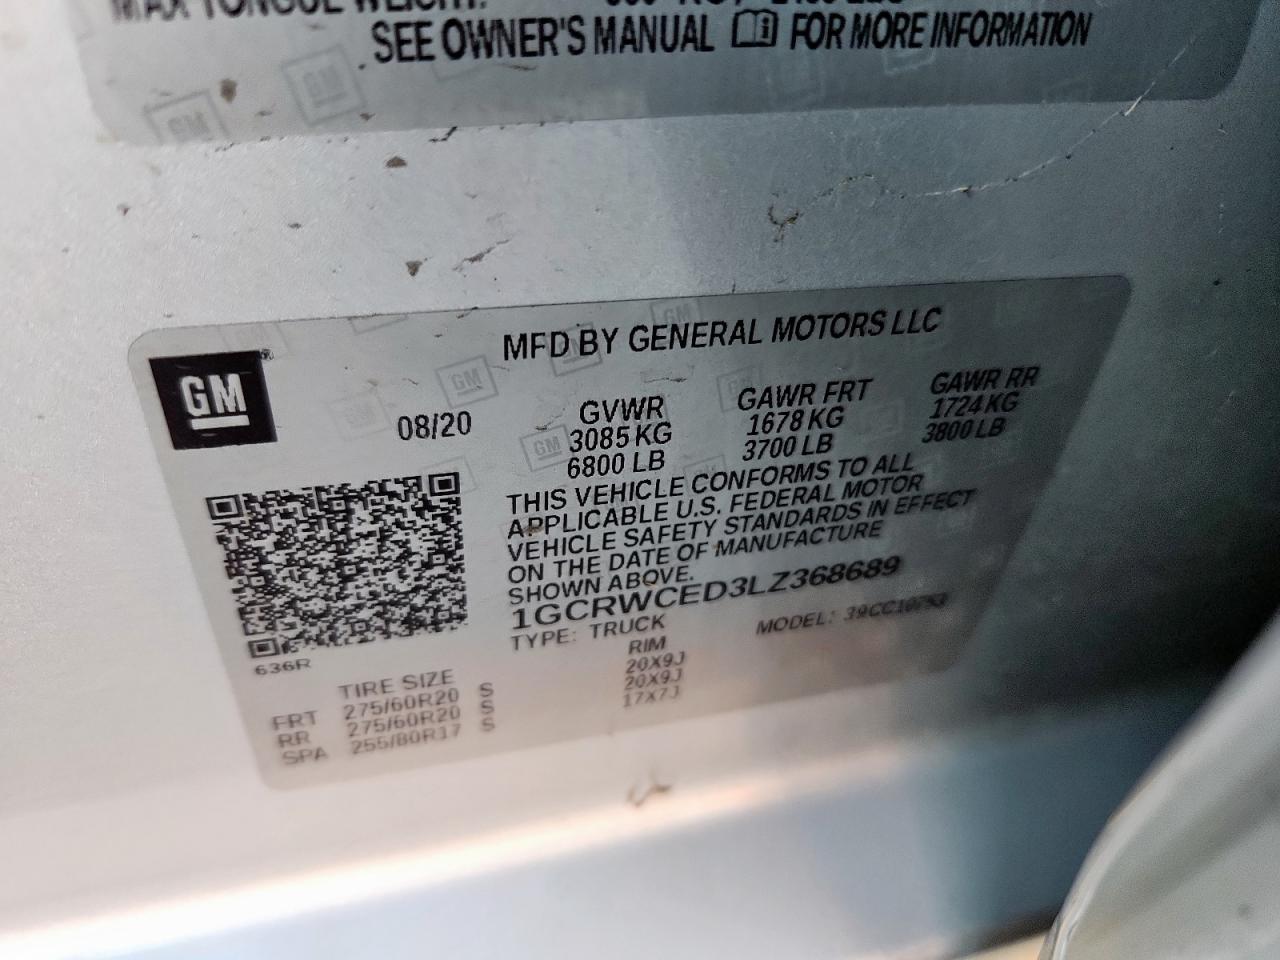 SEE OWNER'S MANUAL FOR MORE INFORMATION
MFD BY GENERAL MOTORS LLC
GM
08/20
GVWR GAWR FRT GAWR RR
3085 KG 1678 KG 1724 KG
6800 LB 3700 LB 3800 LB
THIS VEHICLE CONFORMS TO ALL
APPLICABLE U.S. FEDERAL MOTOR
VEHICLE SAFETY STANDARDS IN EFFECT
ON THE DATE OF MANUFACTURE
SHOWN ABOVE.
1GCRWCED3LZ368689
TYPE: TRUCK MODEL:
636R
TIRE SIZE RIM
FRT 275/60R20 S 20X9J
RR 275/60R20 S 20X9J
SPA 255/80R17 S 17X7J